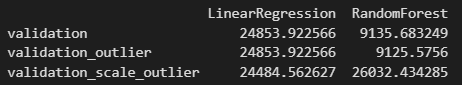 LinearRegression RandomForest
validation 24853.922566 9135.683249
validation_outlier 24853.922566 9125.5756
validation_scale_outlier 24484.562627 26032.434285